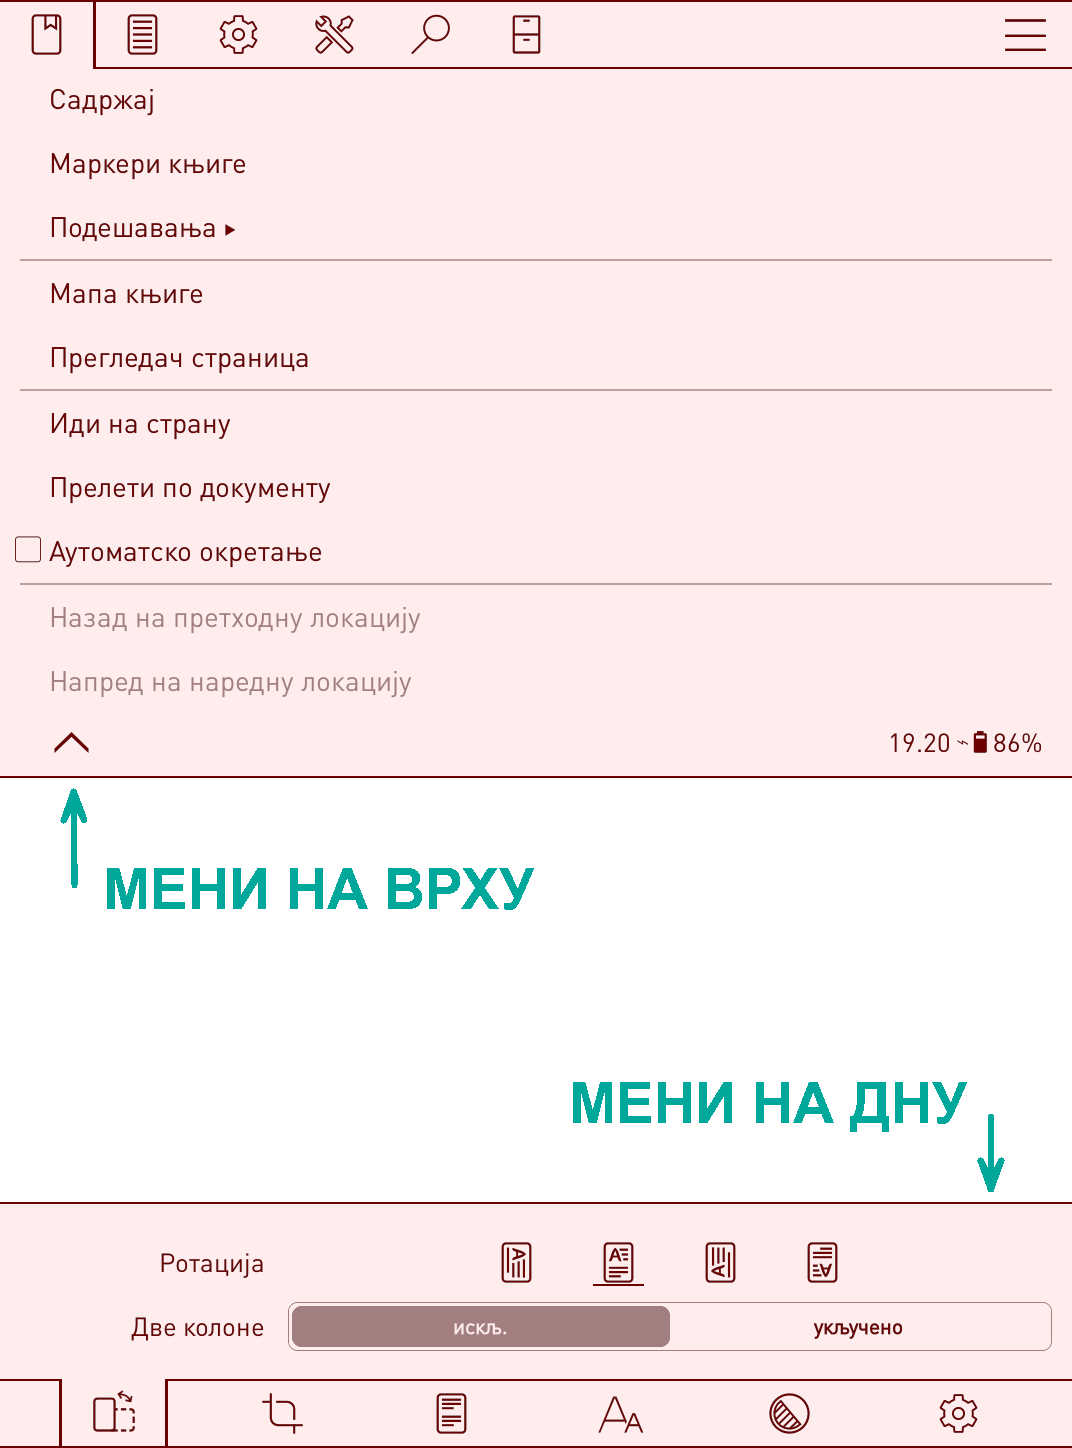 Садржај
Маркери књиге
Подешавања ▸
Мапа књиге
Прегледач страница
Иди на страну
Прелети по документу
Аутоматско окретање
Назад на претходну локацију
Напред на наредну локацију
19.20 86%
МЕНИ НА ВРХУ
МЕНИ НА ДНУ
Ротација
Две колоне искљ. укључено